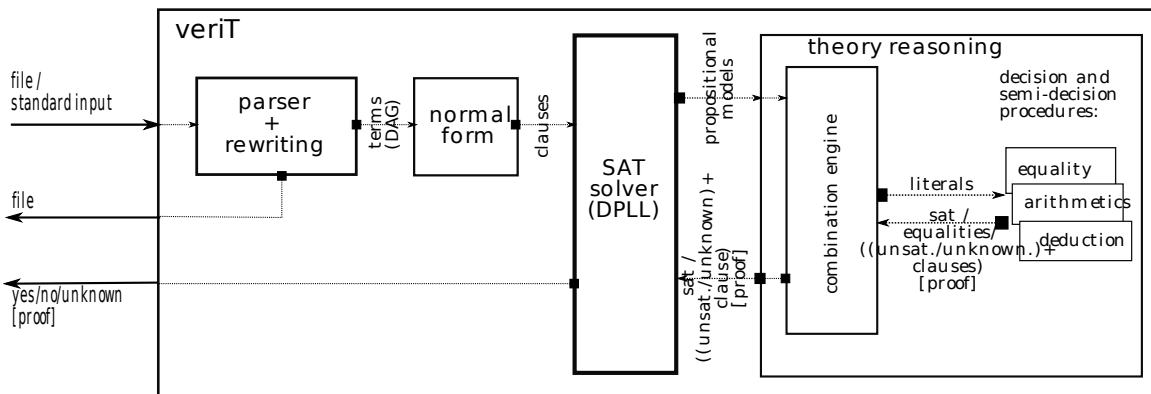 veriT
theory reasoning
file /
standard input
parser
+
rewriting
terms
(DAG)
normal
form
clauses
SAT
solver
(DPLL)
propositional
models
combination engine
decision and
semi-decision
procedures:
literals
equality
arithmetics
deduction
sat /
equalities/
((unsat./unknown.)+
clauses)
[proof]
sat /
((unsat./unknown) +
clause)
[proof]
file
yes/no/unknown
[proof]